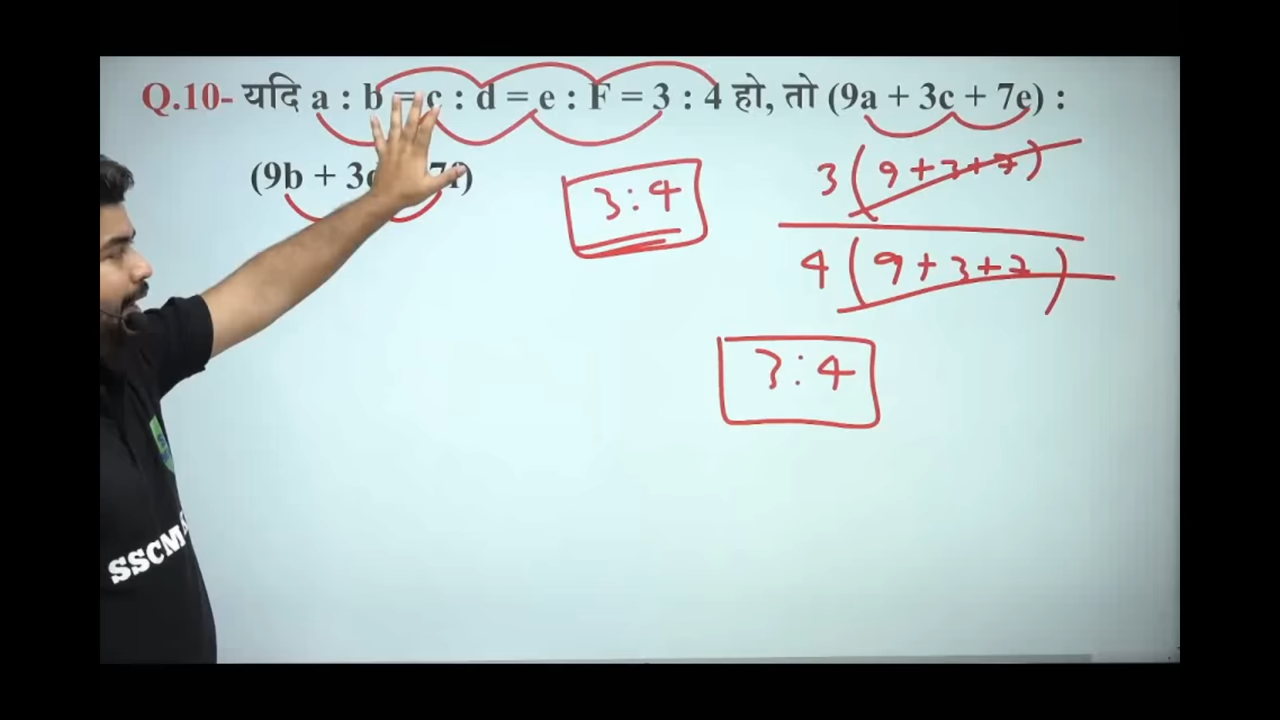 Q.10- यदि a : b = c : d = e : F = 3 : 4 हो, तो (9a + 3c + 7e) :
(9b + 3
3 : 4
3 (9 + 3 + 7)
4 (9 + 3 + 7)
3 : 4
SSCM